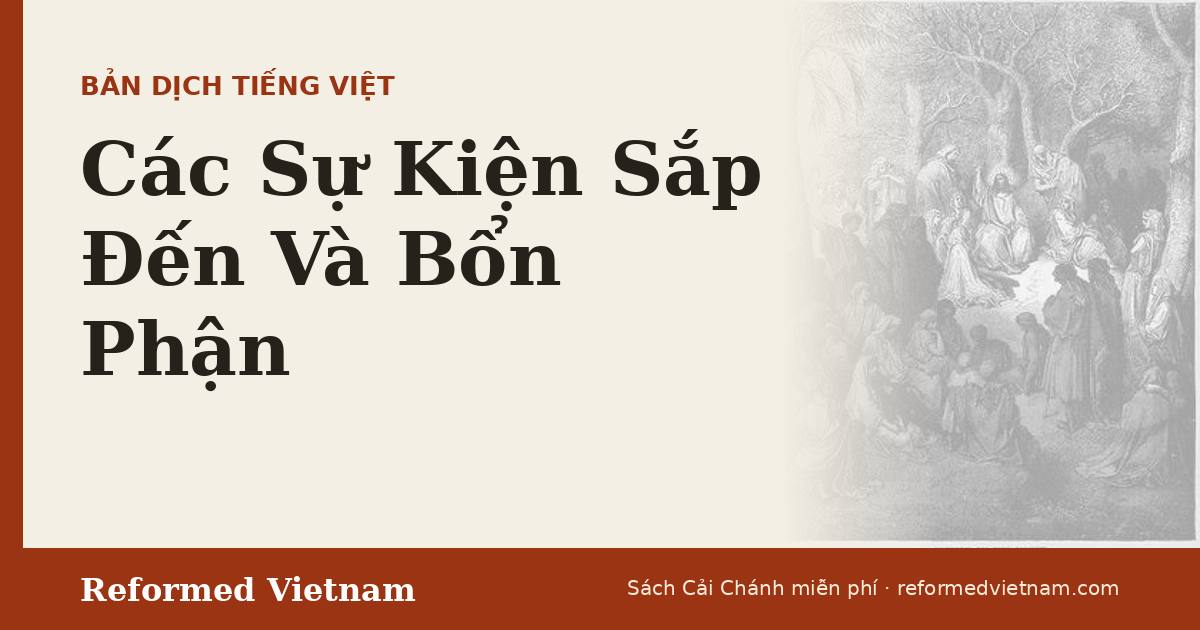 BẢN DỊCH TIẾNG VIỆT
Các Sự Kiện Sắp
Đến Và Bổn
Phận
Reformed Vietnam
Sách Cải Chánh miễn phí · reformedvietnam.com